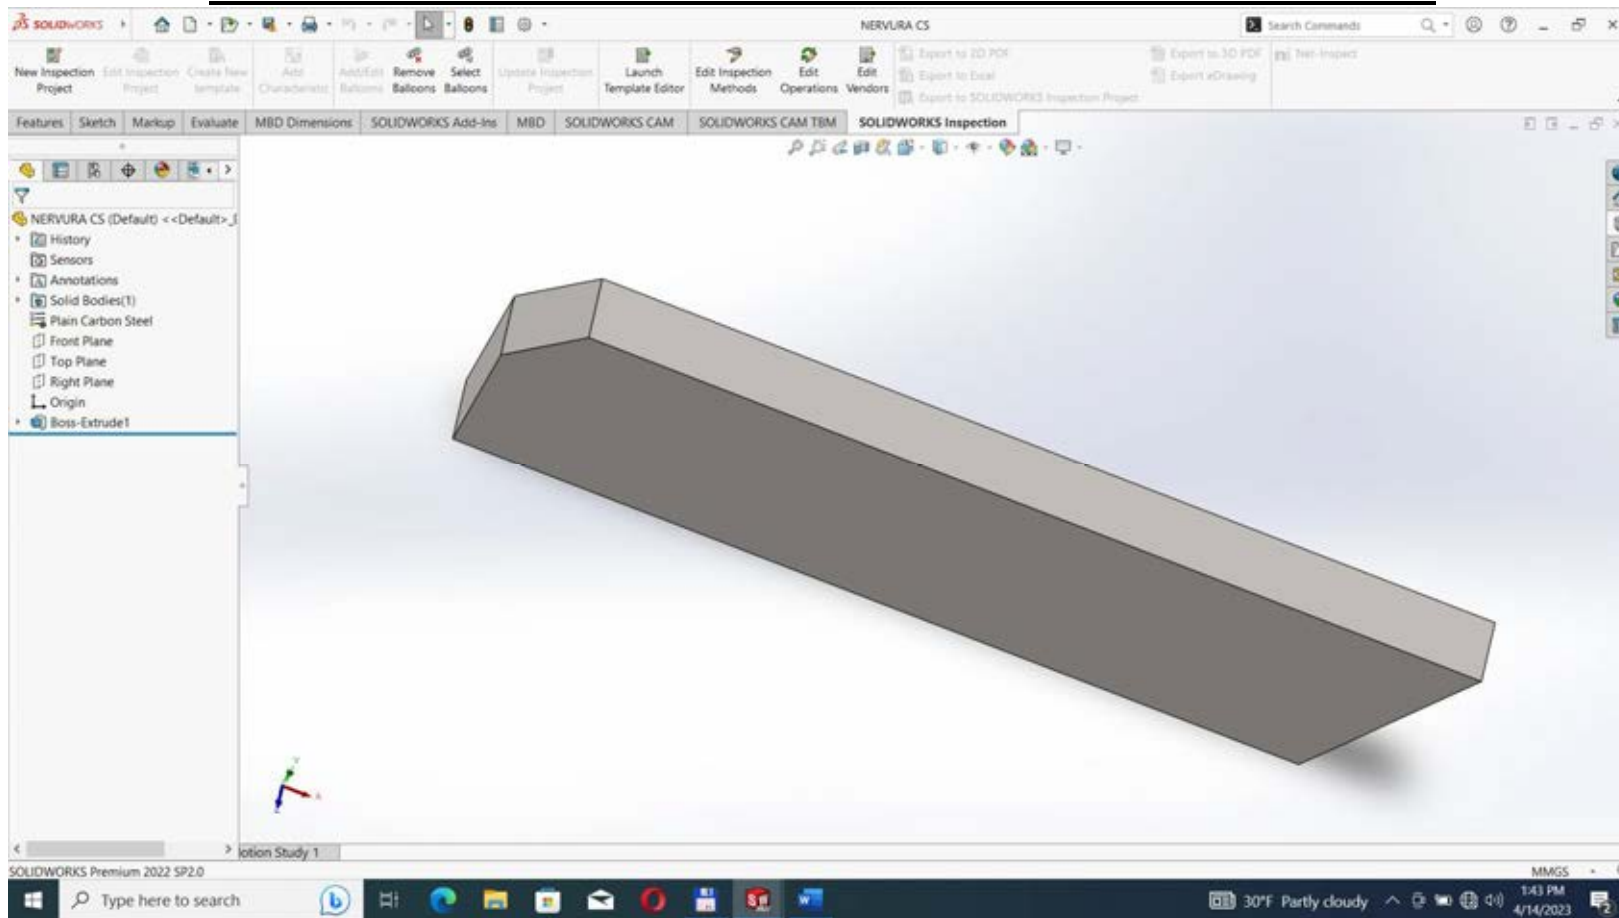 SOLIDWORKS
NERVURA CS
Search Commands
New Inspection Project
Edit Inspection Project
Create New template
Add Characteristic
Add/Edit Balloons
Remove Balloons
Select Balloons
Update Inspection Project
Launch Template Editor
Edit Inspection Methods
Edit Operations
Edit Vendors
Export to 2D PDF
Export to Excel
Export to SOLIDWORKS Inspection Project
Export to 3D PDF
Export eDrawing
Net-Inspect
Features Sketch Markup Evaluate MBD Dimensions SOLIDWORKS Add-Ins MBD SOLIDWORKS CAM SOLIDWORKS CAM TBM SOLIDWORKS Inspection
NERVURA CS (Default) <<Default>_
History
Sensors
Annotations
Solid Bodies(1)
Plain Carbon Steel
Front Plane
Top Plane
Right Plane
Origin
Boss-Extrude1
otion Study 1
SOLIDWORKS Premium 2022 SP2.0
MMGS
Type here to search
30°F Partly cloudy
1:43 PM
4/14/2023